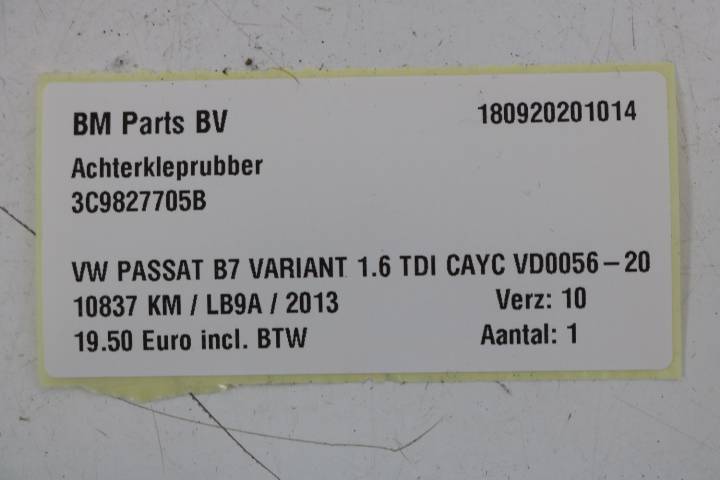 BM Parts BV 180920201014
Achterkleprubber
3C9827705B
VW PASSAT B7 VARIANT 1.6 TDI CAYC VD0056-20
10837 KM / LB9A / 2013 Verz: 10
19.50 Euro incl. BTW Aantal: 1